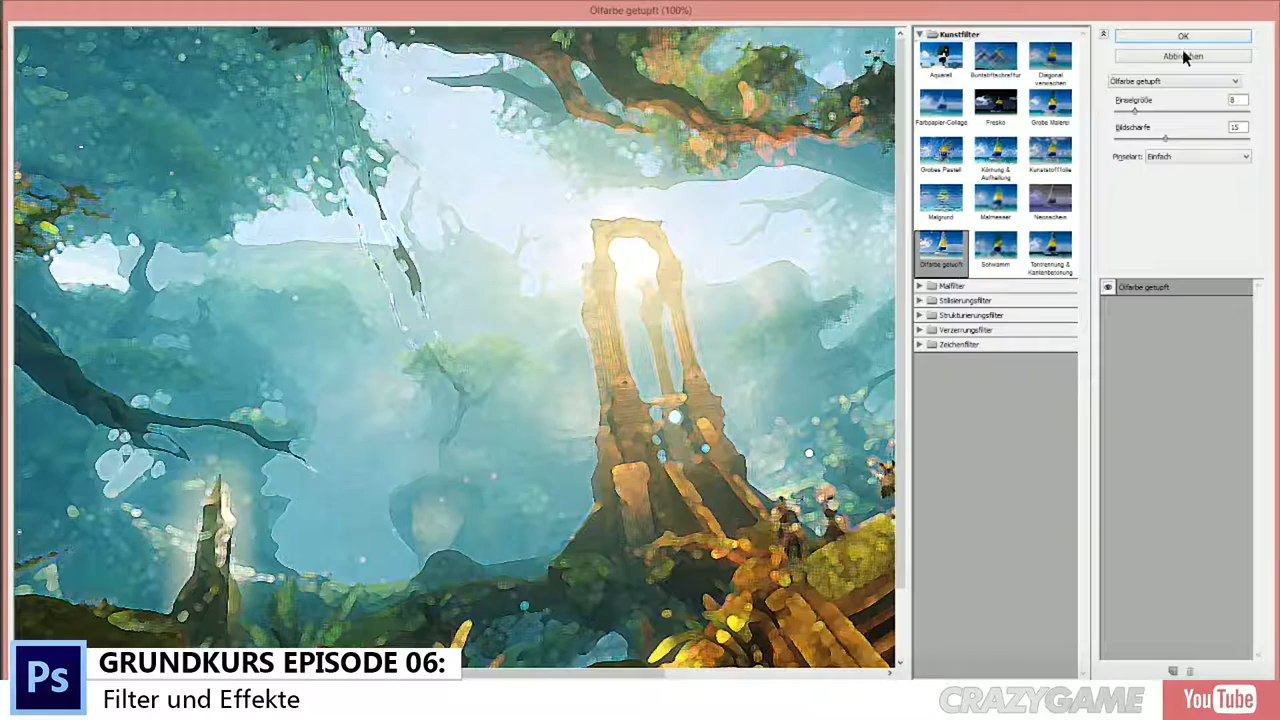 Ölfarbe getupft (100%)
Kunstfilter
Aquarell
Buntstiftschraffur
Diagonal verwischen
Farbpapier-Collage
Fresko
Grobe Malerei
Grobes Pastell
Körnung & Aufhellung
Kunststofffolie
Malgrund
Malmesser
Neonschein
Ölfarbe getupft
Schwamm
Tontrennung & Kantenbetonung
Malfilter
Stilisierungsfilter
Strukturierungsfilter
Verzerrungsfilter
Zeichenfilter
OK
Abbrechen
Ölfarbe getupft
Pinselgröße 8
Bildschärfe 15
Pinselart: Einfach
Ölfarbe getupft
Ps
GRUNDKURS EPISODE 06:
Filter und Effekte
CRAZYGAME
YouTube